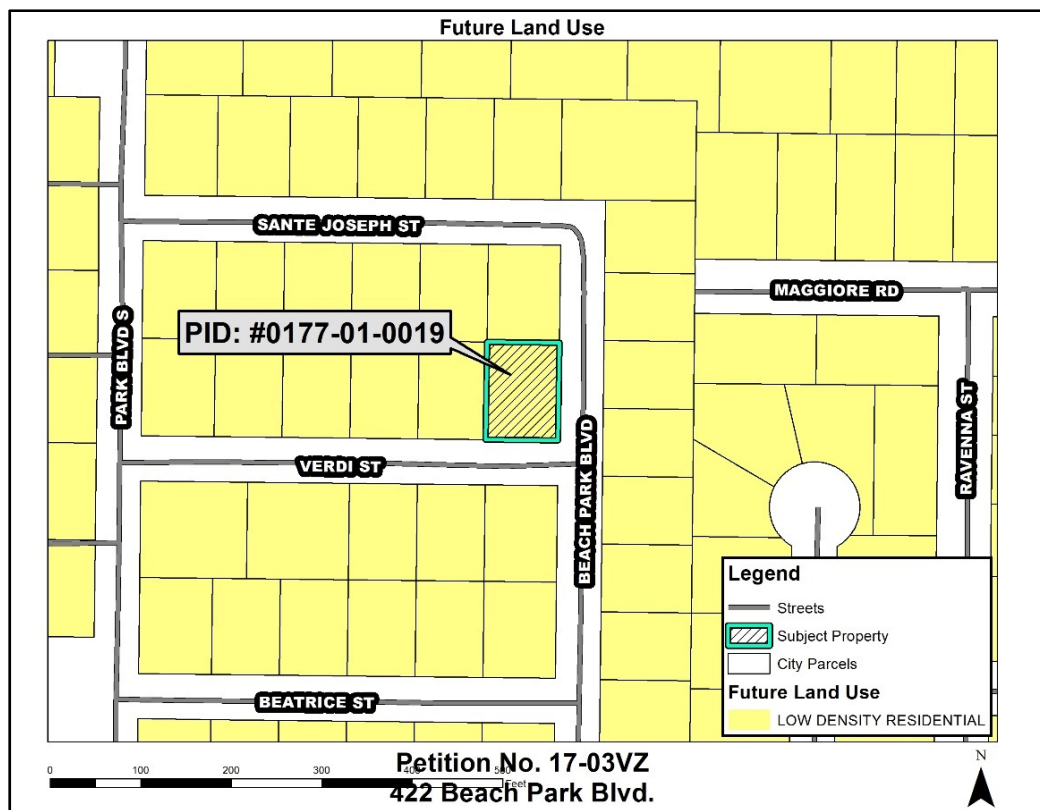 Future Land Use
SANTE JOSEPH ST
MAGGIORE RD
PID: #0177-01-0019
PARK BLVD S
VERDI ST
BEACH PARK BLVD
RAVENNA ST
BEATRICE ST
Legend
Streets
Subject Property
City Parcels
Future Land Use
LOW DENSITY RESIDENTIAL
Petition No. 17-03VZ
422 Beach Park Blvd.
0 100 200 300 400 500
Feet
N